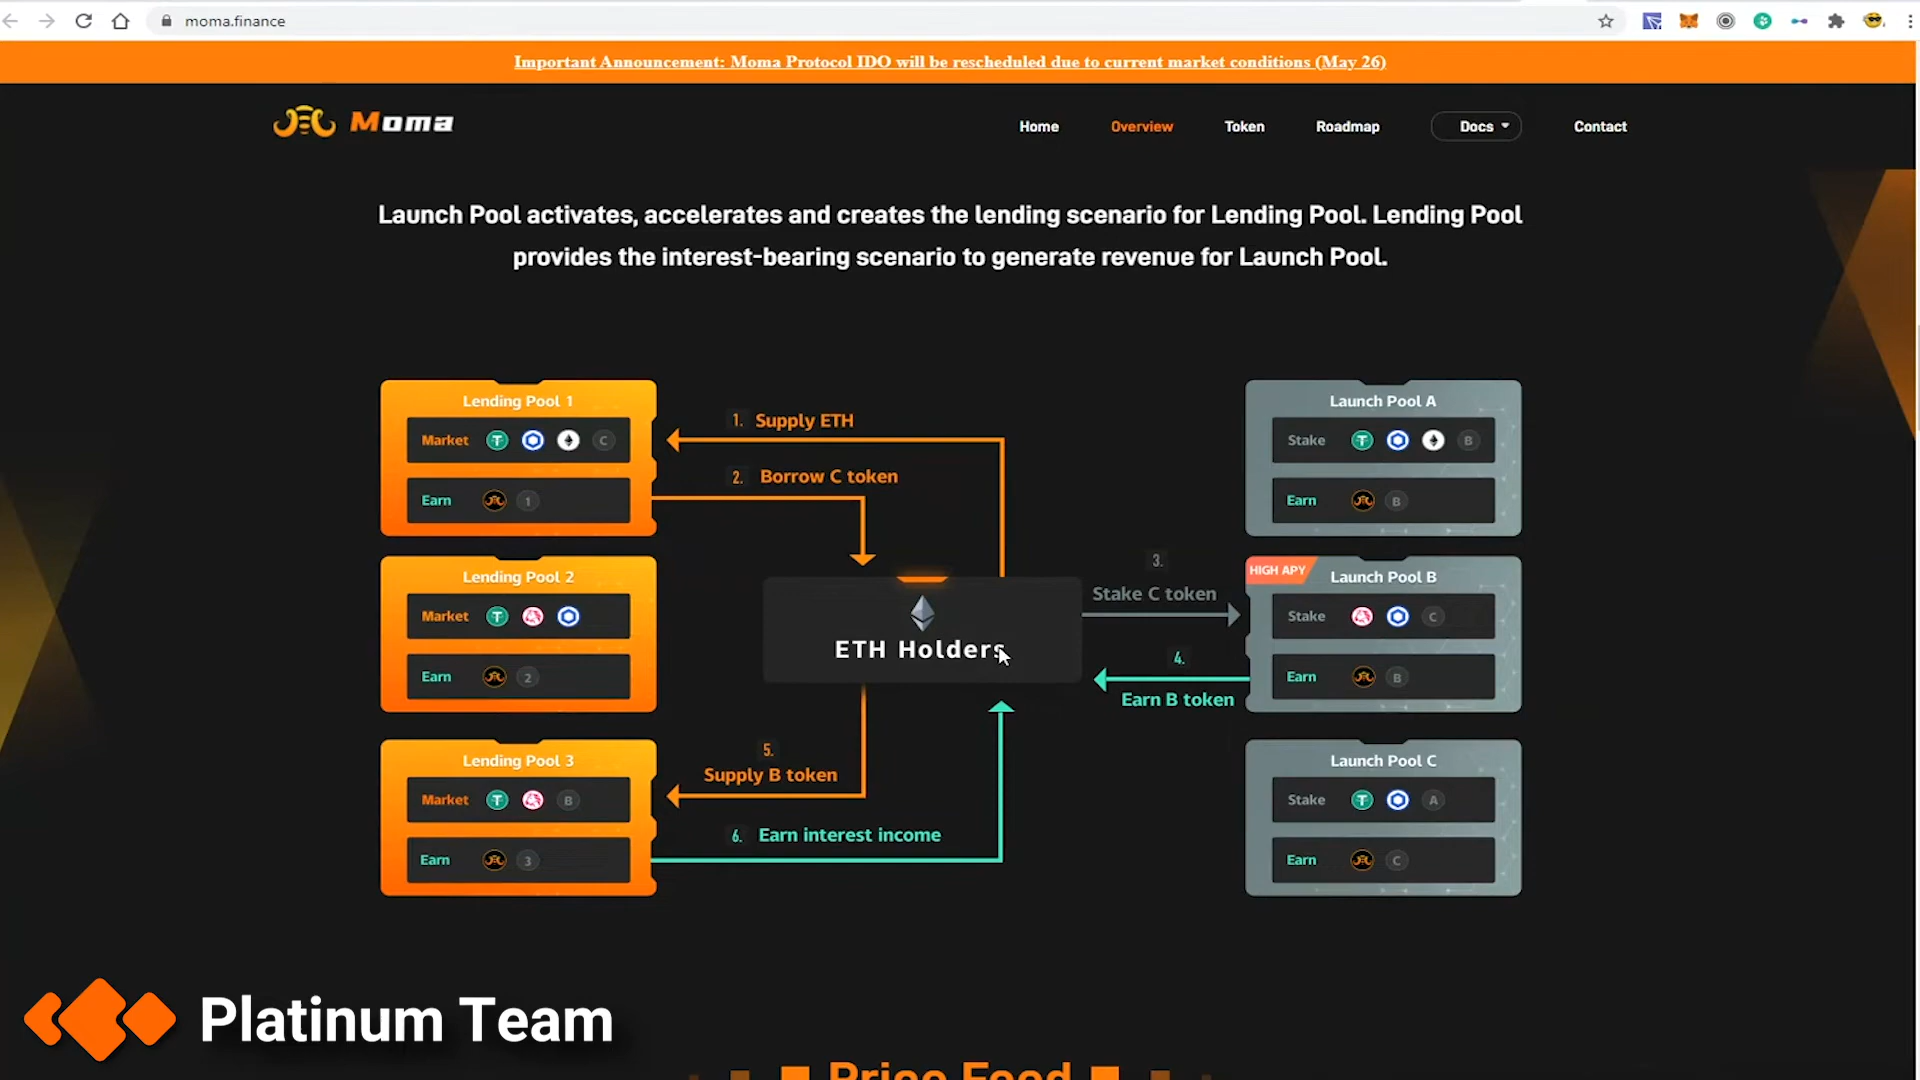 moma.finance
Important Announcement: Moma Protocol IDO will be rescheduled due to current market conditions (May 26)
Moma
Home
Overview
Token
Roadmap
Docs
Contact
Launch Pool activates, accelerates and creates the lending scenario for Lending Pool. Lending Pool
provides the interest-bearing scenario to generate revenue for Launch Pool.
Lending Pool 1
Market C
Earn 1
Lending Pool 2
Market
Earn 2
Lending Pool 3
Market B
Earn 3
1. Supply ETH
2. Borrow C token
ETH Holders
3.
Stake C token
4.
Earn B token
5.
Supply B token
6. Earn interest income
Launch Pool A
Stake B
Earn B
HIGH APY
Launch Pool B
Stake C
Earn B
Launch Pool C
Stake A
Earn C
Platinum Team
Price Feed